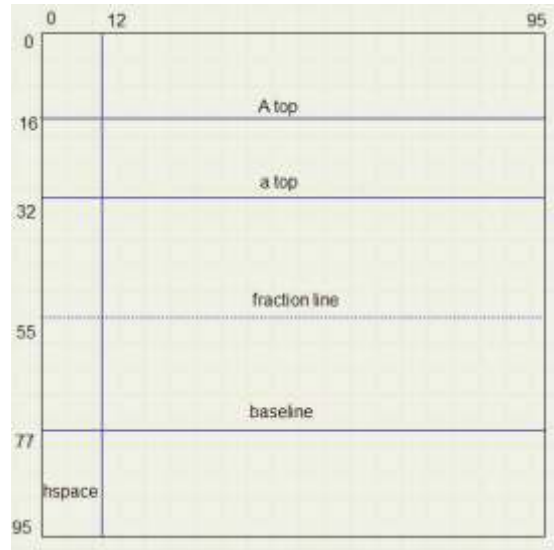 0 12 95
0
A top
16
a top
32
fraction line
55
baseline
77
hspace
95